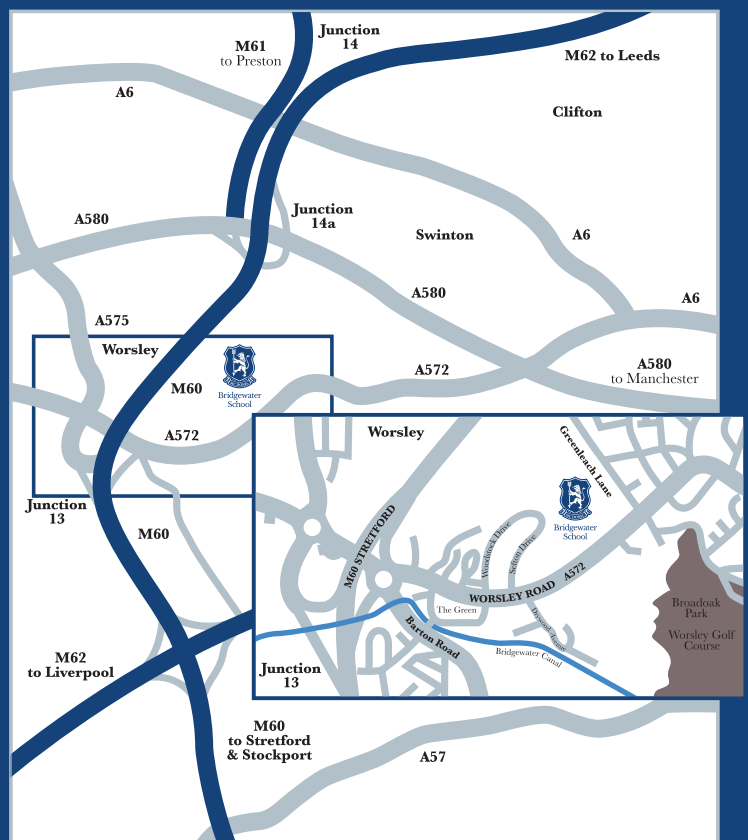 Junction
14
M61
to Preston
M62 to Leeds
A6
Clifton
Junction
14a
A580
Swinton
A6
A580
A6
A575
Worsley
M60
Bridgewater
School
A572
A580
to Manchester
A572
Worsley
Greenleach Lane
Bridgewater
School
Junction
13
M60
M60 STRETFORD
Woodstock Drive
Selton Drive
WORSLEY ROAD A572
The Green
Barton Road
Bridgewater Canal
Broadoak
Park
Worsley Golf
Course
Junction
13
M62
to Liverpool
M60
to Stretford
& Stockport
A57